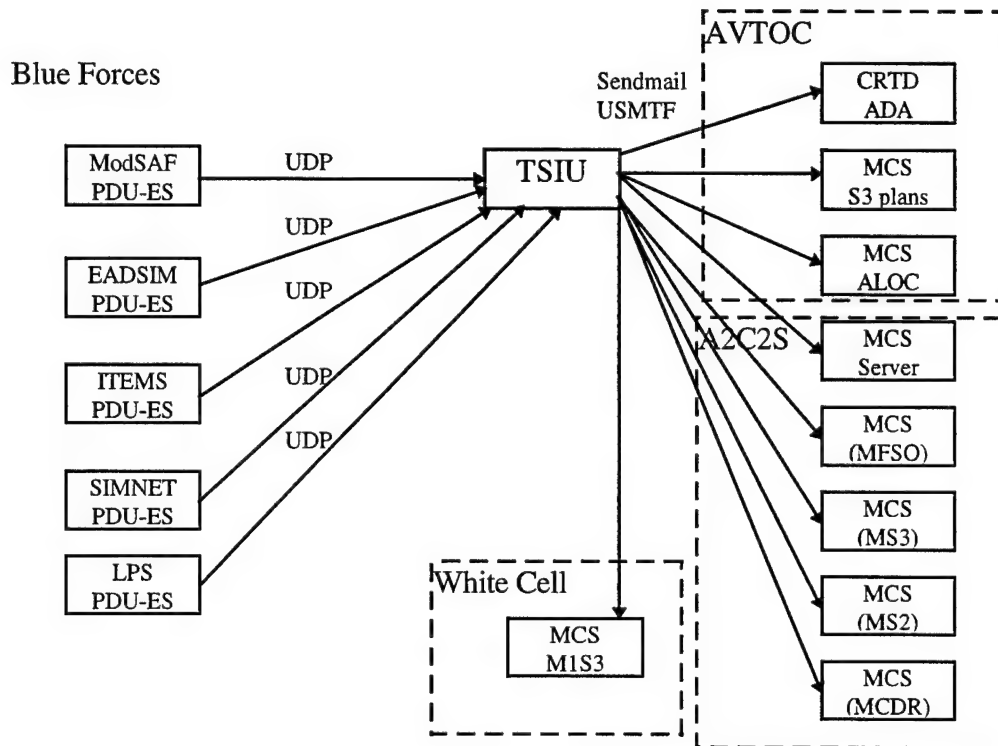 AVTOC
Blue Forces
Sendmail
USMTF
CRTD
ADA
ModSAF
PDU-ES
UDP
TSIU
MCS
S3 plans
UDP
EADSIM
PDU-ES
MCS
ALOC
UDP
A2C2S
MCS
Server
ITEMS
PDU-ES
UDP
MCS
(MFSO)
UDP
SIMNET
PDU-ES
MCS
(MS3)
LPS
PDU-ES
White Cell
MCS
(MS2)
MCS
M1S3
MCS
(MCDR)